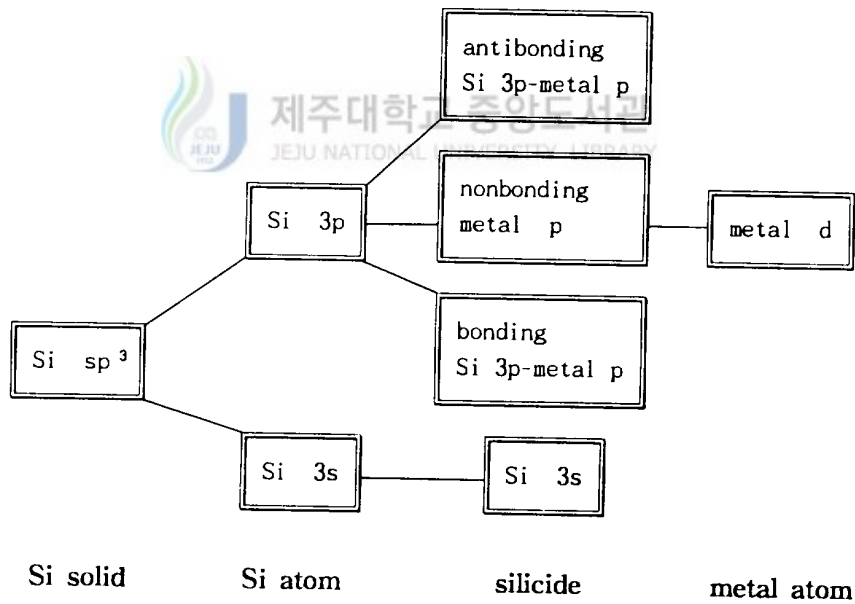 antibonding
Si 3p-metal p
제주대학교 중앙도서관
JEJU NATIONAL UNIVERSITY LIBRARY
JEJU
1952
nonbonding
metal p
Si 3p
metal d
bonding
Si 3p-metal p
Si sp³
Si 3s
Si 3s
Si solid
Si atom
silicide
metal atom